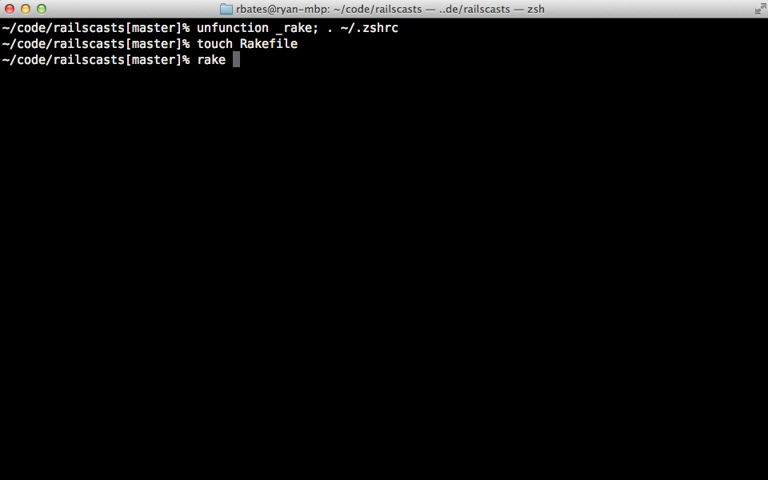 rbates@ryan-mbp: ~/code/railscasts — ..de/railscasts — zsh
~/code/railscasts[master]% unfunction _rake; . ~/.zshrc
~/code/railscasts[master]% touch Rakefile
~/code/railscasts[master]% rake